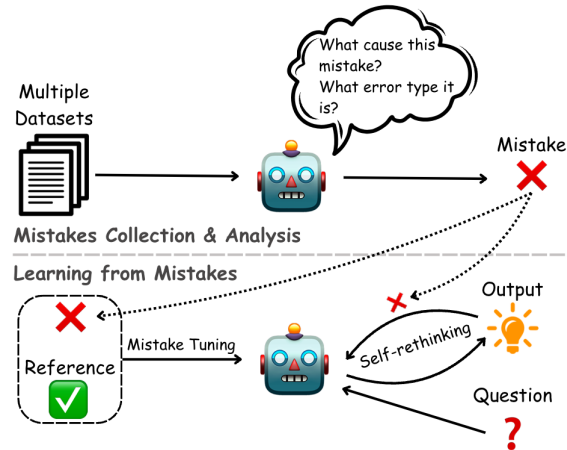 What cause this
mistake?
What error type it
is?
Multiple
Datasets
Mistake
Mistakes Collection & Analysis
Learning from Mistakes
Output
Mistake Tuning
Self-rethinking
Reference
Question
?